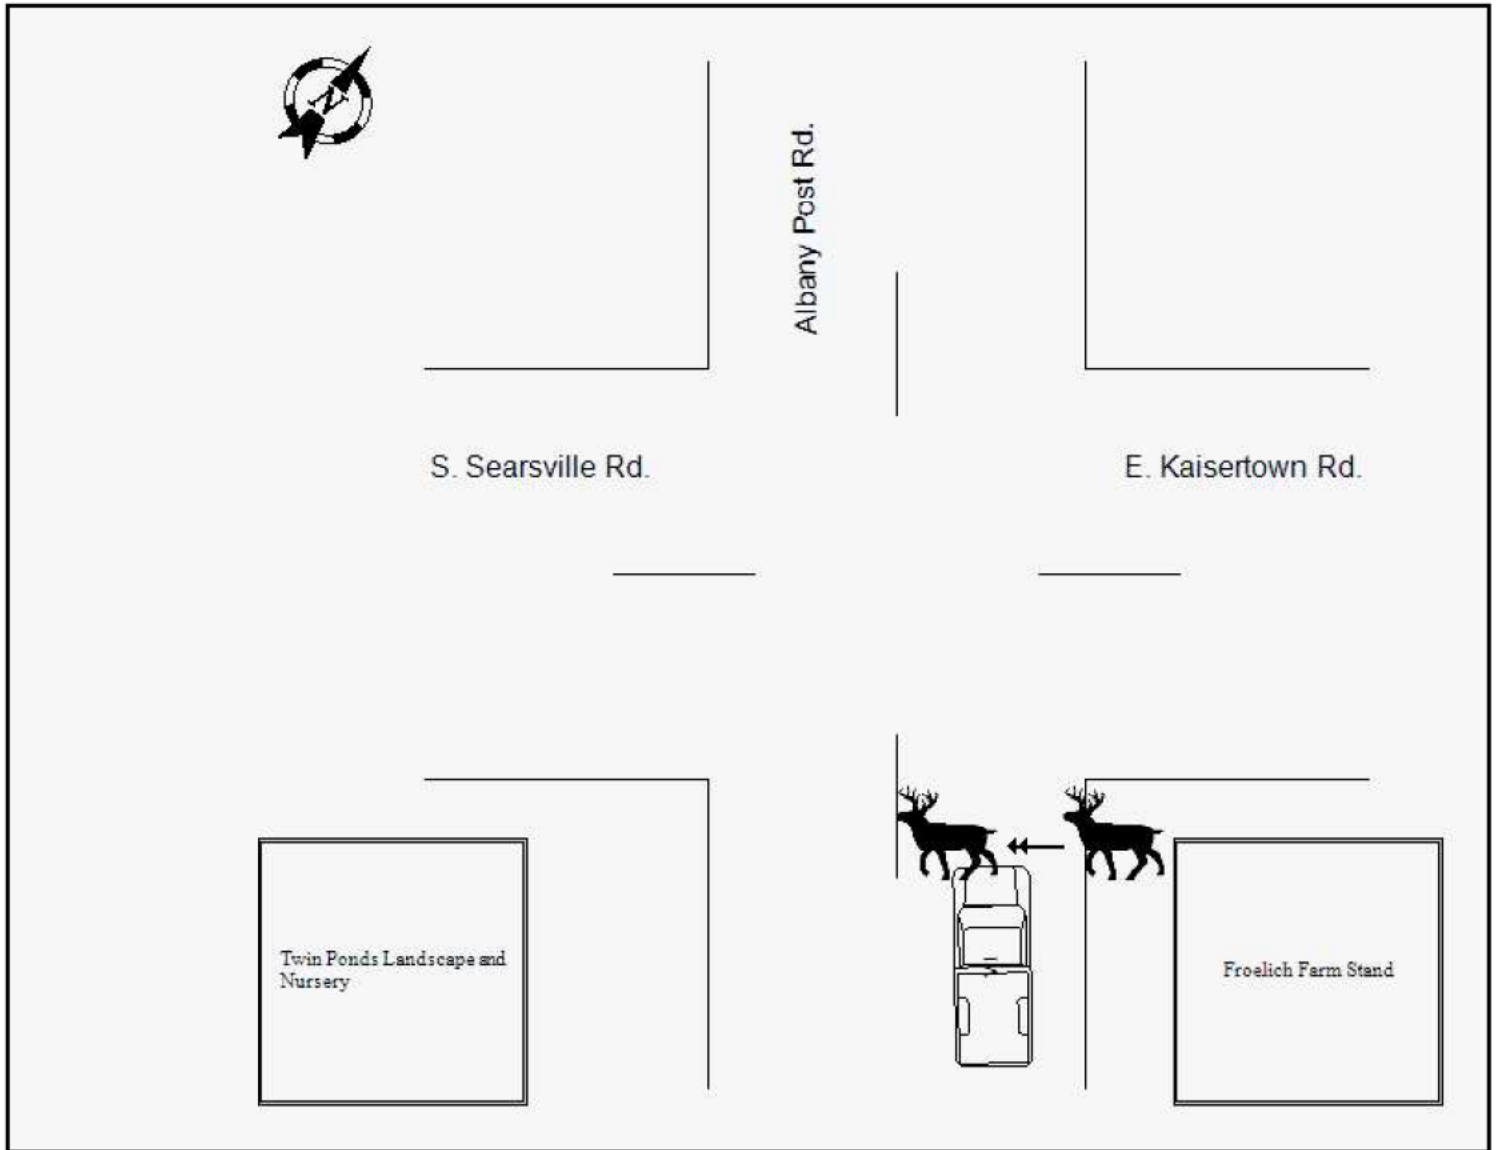 N
Albany Post Rd.
S. Searsville Rd.
E. Kaisertown Rd.
Twin Ponds Landscape and
Nursery
Froelich Farm Stand